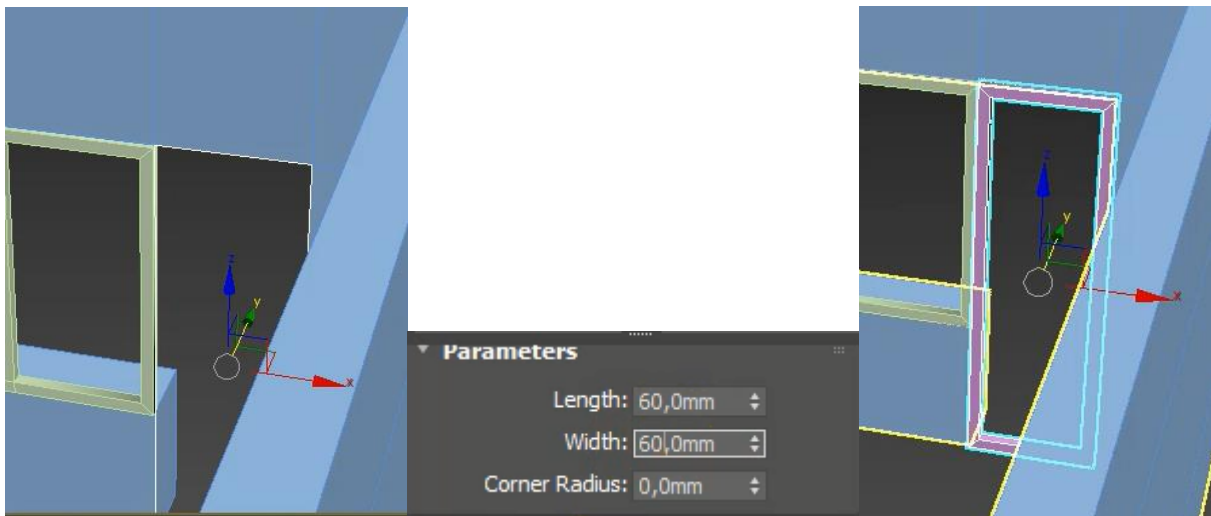 z
y
x
Parameters
Length: 60,0mm
Width: 60,0mm
Corner Radius: 0,0mm
z
y
x